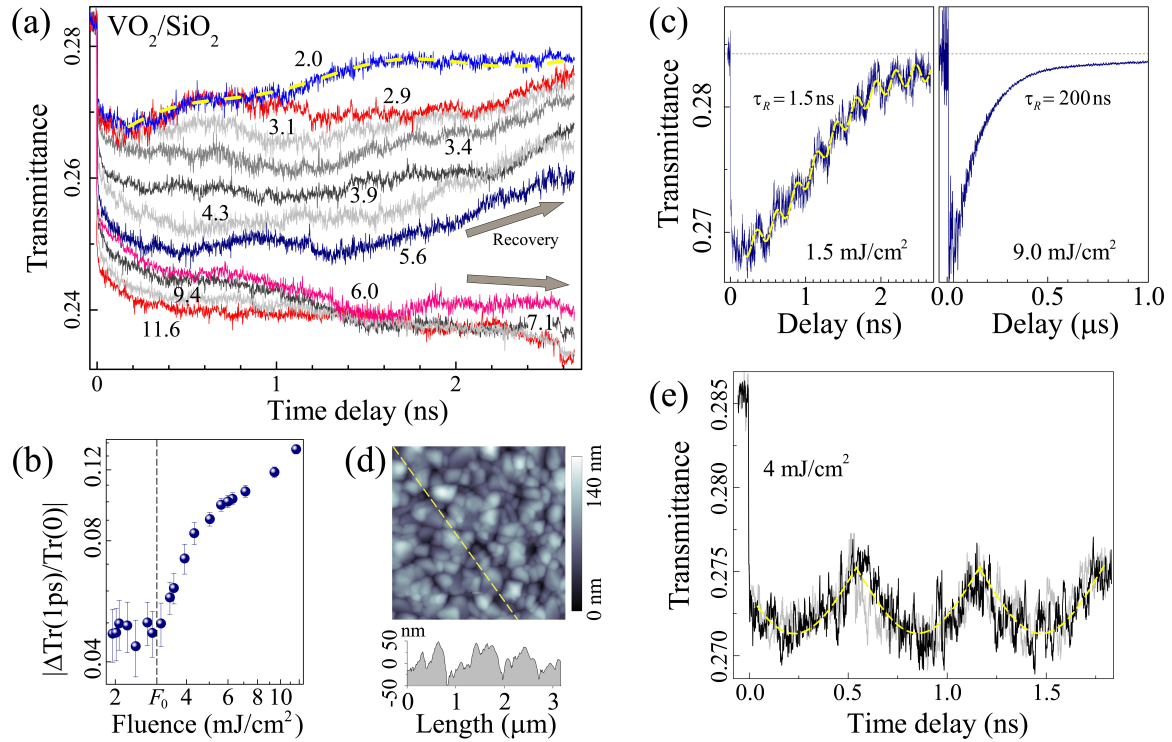 (a)
VO₂/SiO₂
Transmittance
0.28
0.26
0.24
2.0
2.9
3.1
3.4
3.9
4.3
5.6
Recovery
6.0
9.4
7.1
11.6
0
1
2
Time delay (ns)
(c)
Transmittance
0.28
0.27
τR = 1.5 ns
1.5 mJ/cm²
0
1
2
Delay (ns)
τR = 200 ns
9.0 mJ/cm²
0.0
0.5
1.0
Delay (μs)
(b)
|ΔTr(1ps)/Tr(0)|
0.12
0.08
0.04
2
F₀
4
6
8
10
Fluence (mJ/cm²)
(d)
140 nm
0 nm
nm
50
0
-50
0
1
2
3
Length (μm)
(e)
Transmittance
0.285
0.280
0.275
0.270
4 mJ/cm²
0.0
0.5
1.0
1.5
Time delay (ns)